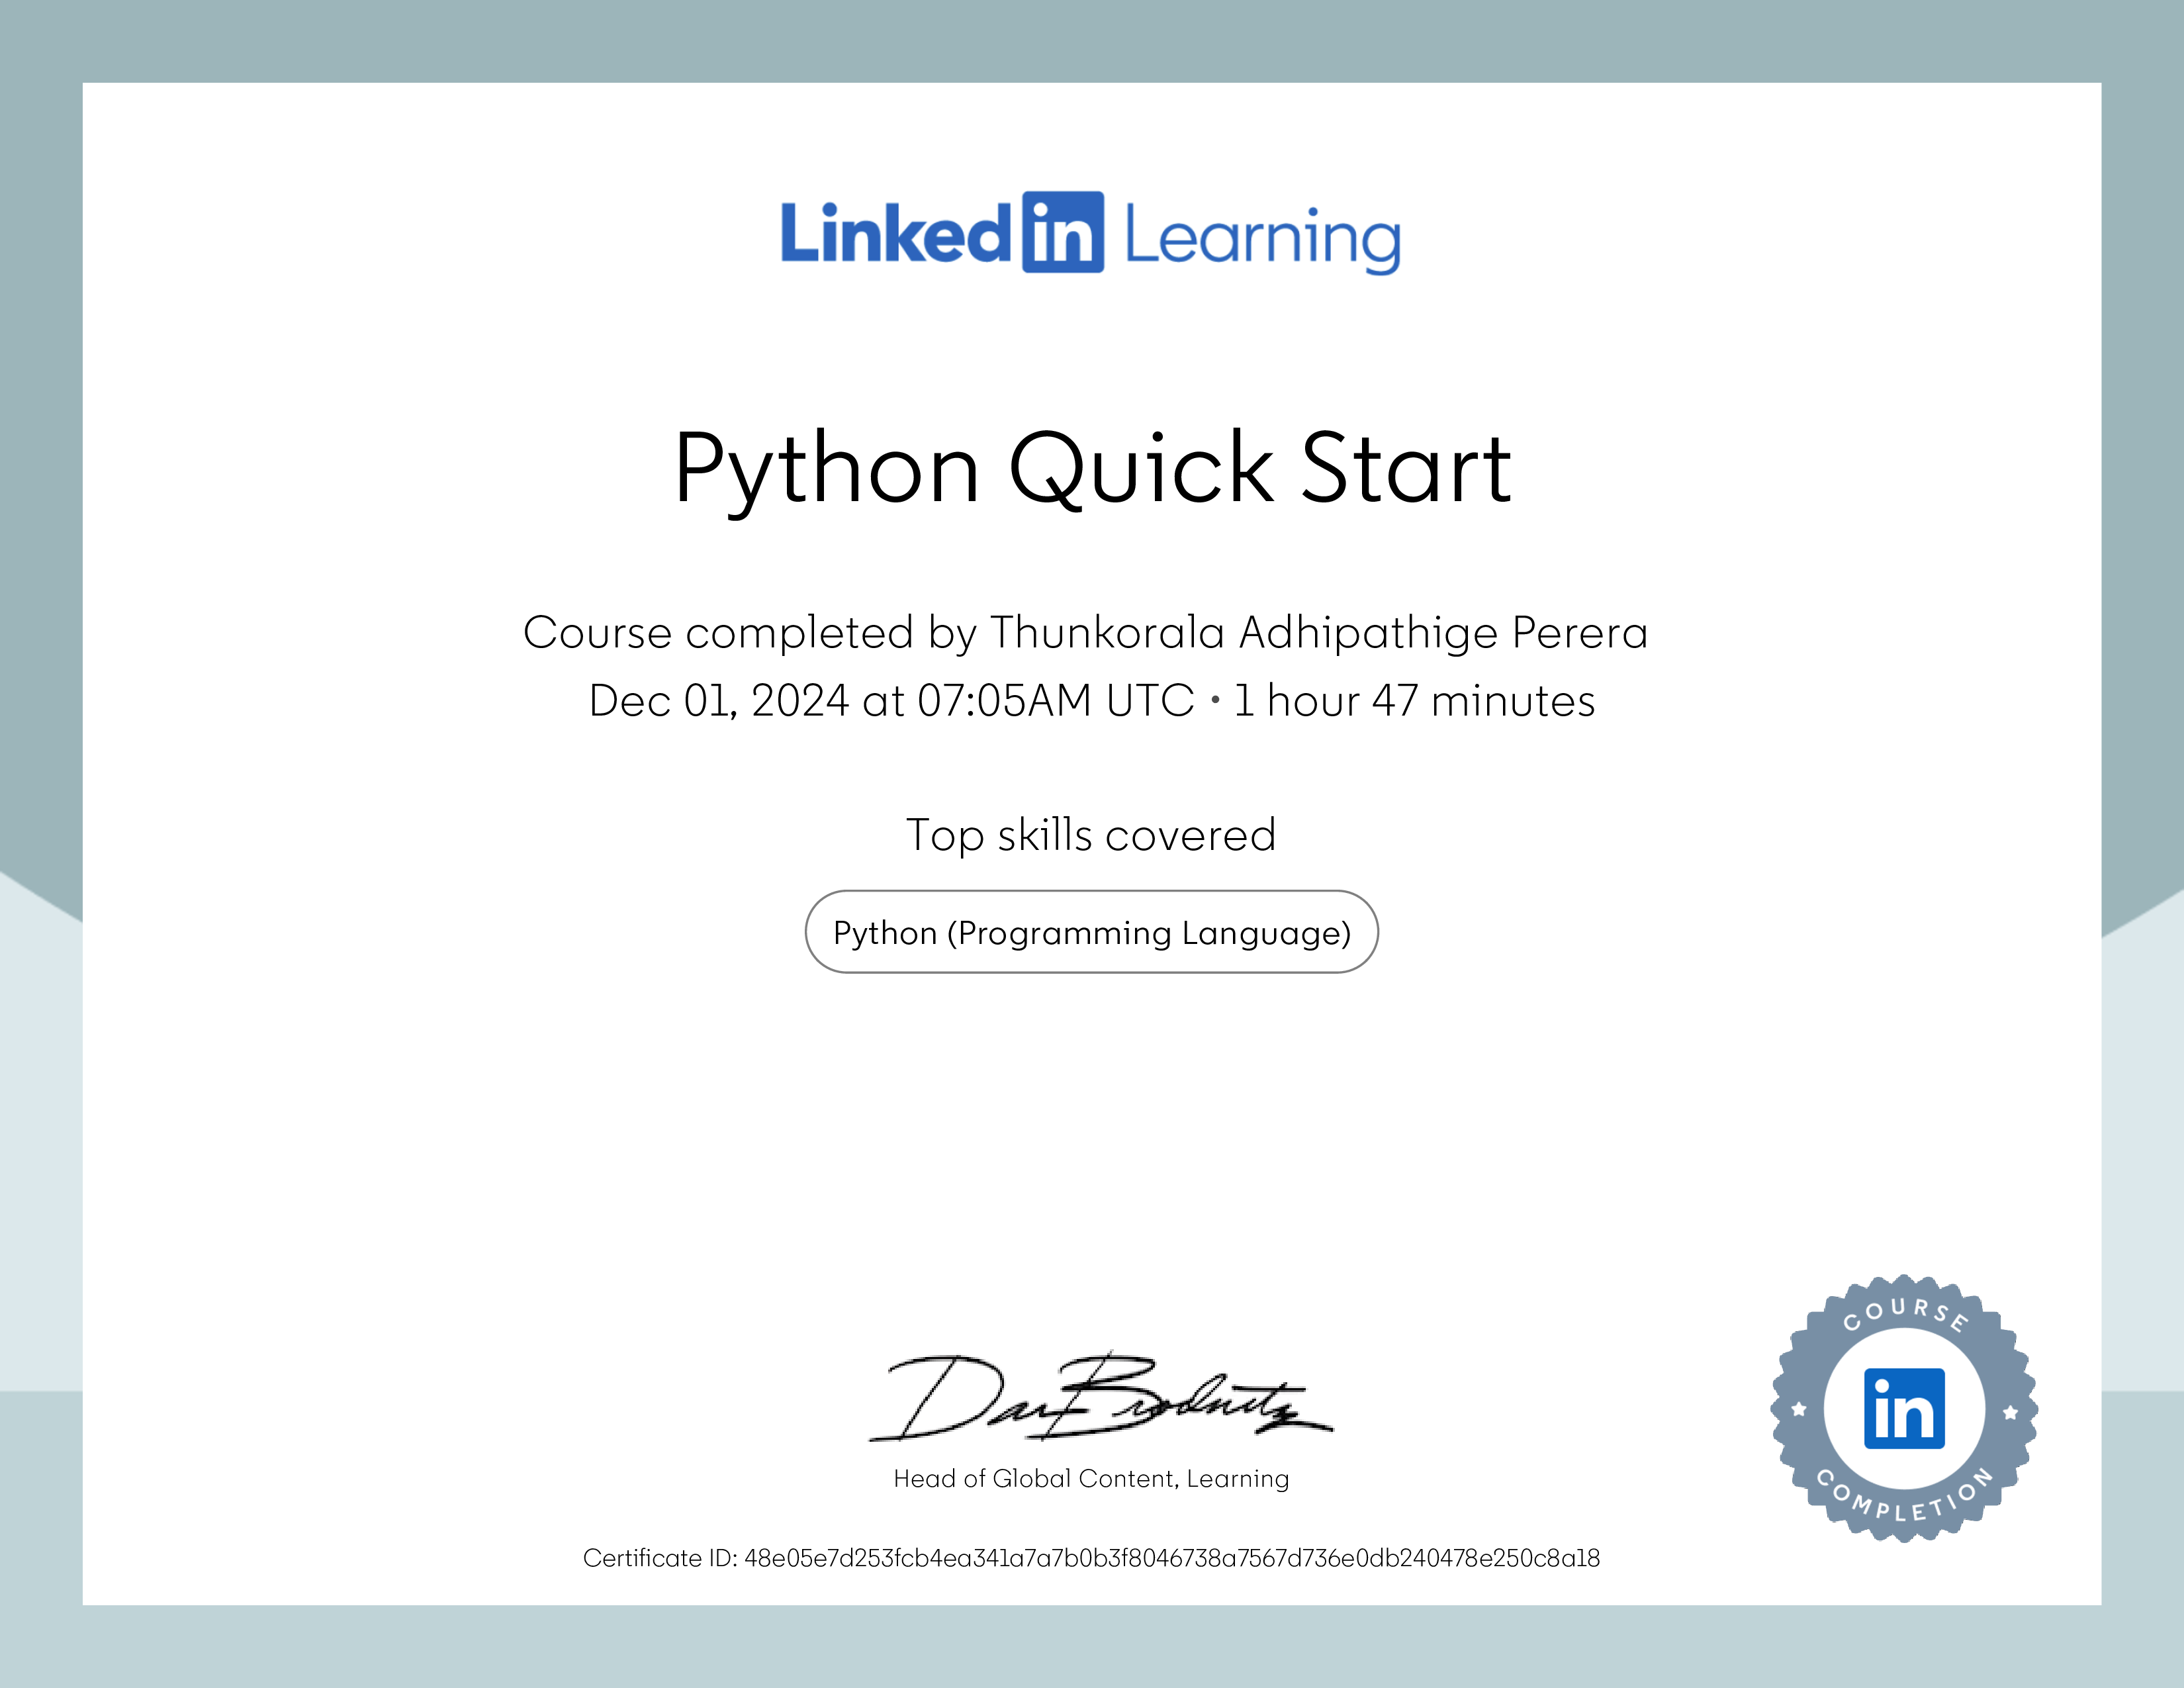 Linked in Learning
Python Quick Start
Course completed by Thunkorala Adhipathige Perera
Dec 01, 2024 at 07:05AM UTC • 1 hour 47 minutes
Top skills covered
Python (Programming Language)
Head of Global Content, Learning
Certificate ID: 48e05e7d253fcb4ea341a7a7b0b3f8046738a7567d736e0db240478e250c8a18
COURSE
in
COMPLETION